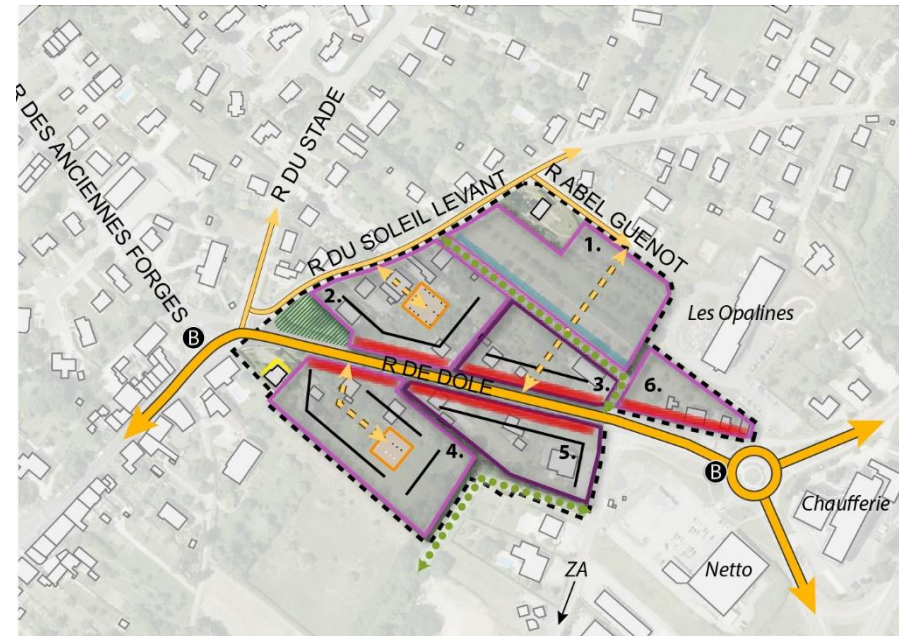 R DES ANCIENNES FORGES
R DU STADE
R DU SOLEIL LEVANT
R ABEL GUENOT
1.
2.
Les Opalines
B
R DE DOLE
3.
6.
4.
5.
B
Chaufferie
ZA
Netto